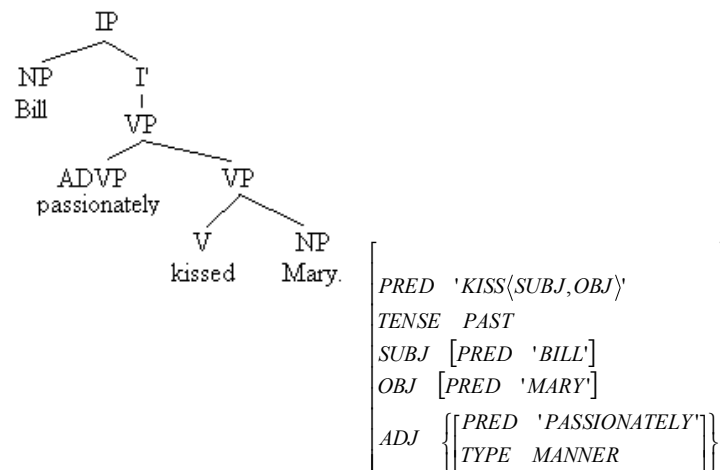 IP
NP I'
Bill
VP
ADVP VP
passionately
V NP
kissed Mary.
PRED 'KISS⟨SUBJ,OBJ⟩'
TENSE PAST
SUBJ [PRED 'BILL']
OBJ [PRED 'MARY']
ADJ {[PRED 'PASSIONATELY'
TYPE MANNER]}